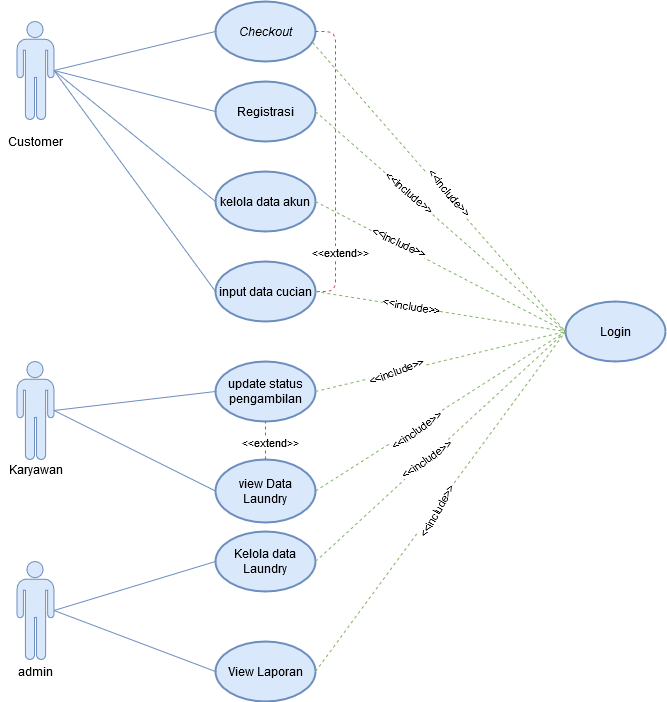 Checkout
Registrasi
Customer
<<include>>
<<include>>
kelola data akun
<<include>>
<<extend>>
input data cucian
<<include>>
Login
update status
pengambilan
<<include>>
<<extend>>
<<include>>
<<include>>
Karyawan
view Data
Laundry
<<include>>
Kelola data
Laundry
admin
View Laporan